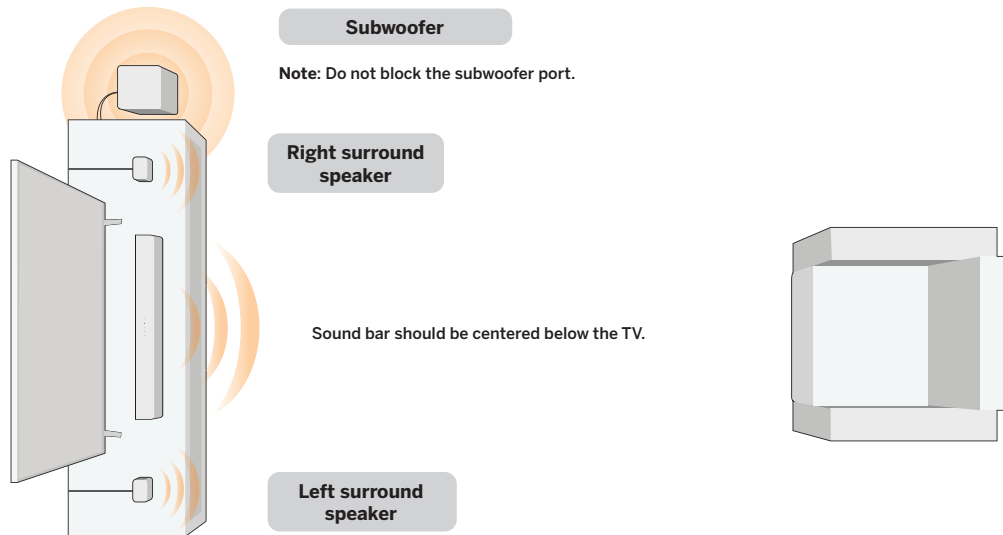 Subwoofer
Note: Do not block the subwoofer port.
Right surround
speaker
Sound bar should be centered below the TV.
Left surround
speaker